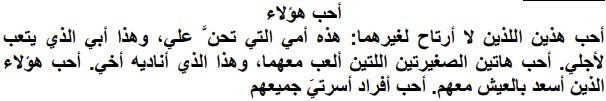 أحب هؤلاء
أحب هذين اللذين لا أرتاح لغيرهما: هذه أمي التي تحنَّ علي، وهذا أبي الذي يتعب
لأجلي. أحب هاتين الصغيرتين اللتين ألعب معهما، وهذا الذي أناديه أخي. أحب هؤلاء
الذين أسعد بالعيش معهم. أحب أفراد أسرتيَ جميعهم